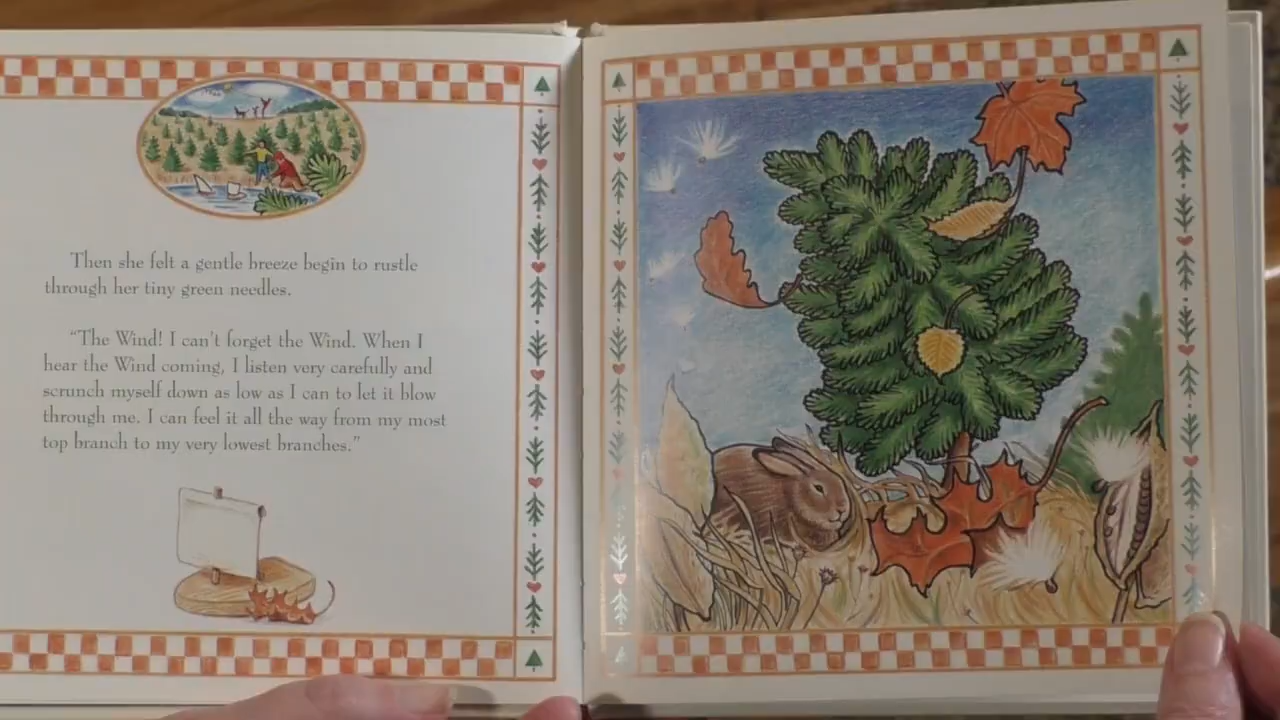 Then she felt a gentle breeze begin to rustle
through her tiny green needles.
“The Wind! I can’t forget the Wind. When I
hear the Wind coming, I listen very carefully and
scrunch myself down as low as I can to let it blow
through me. I can feel it all the way from my most
top branch to my very lowest branches.”